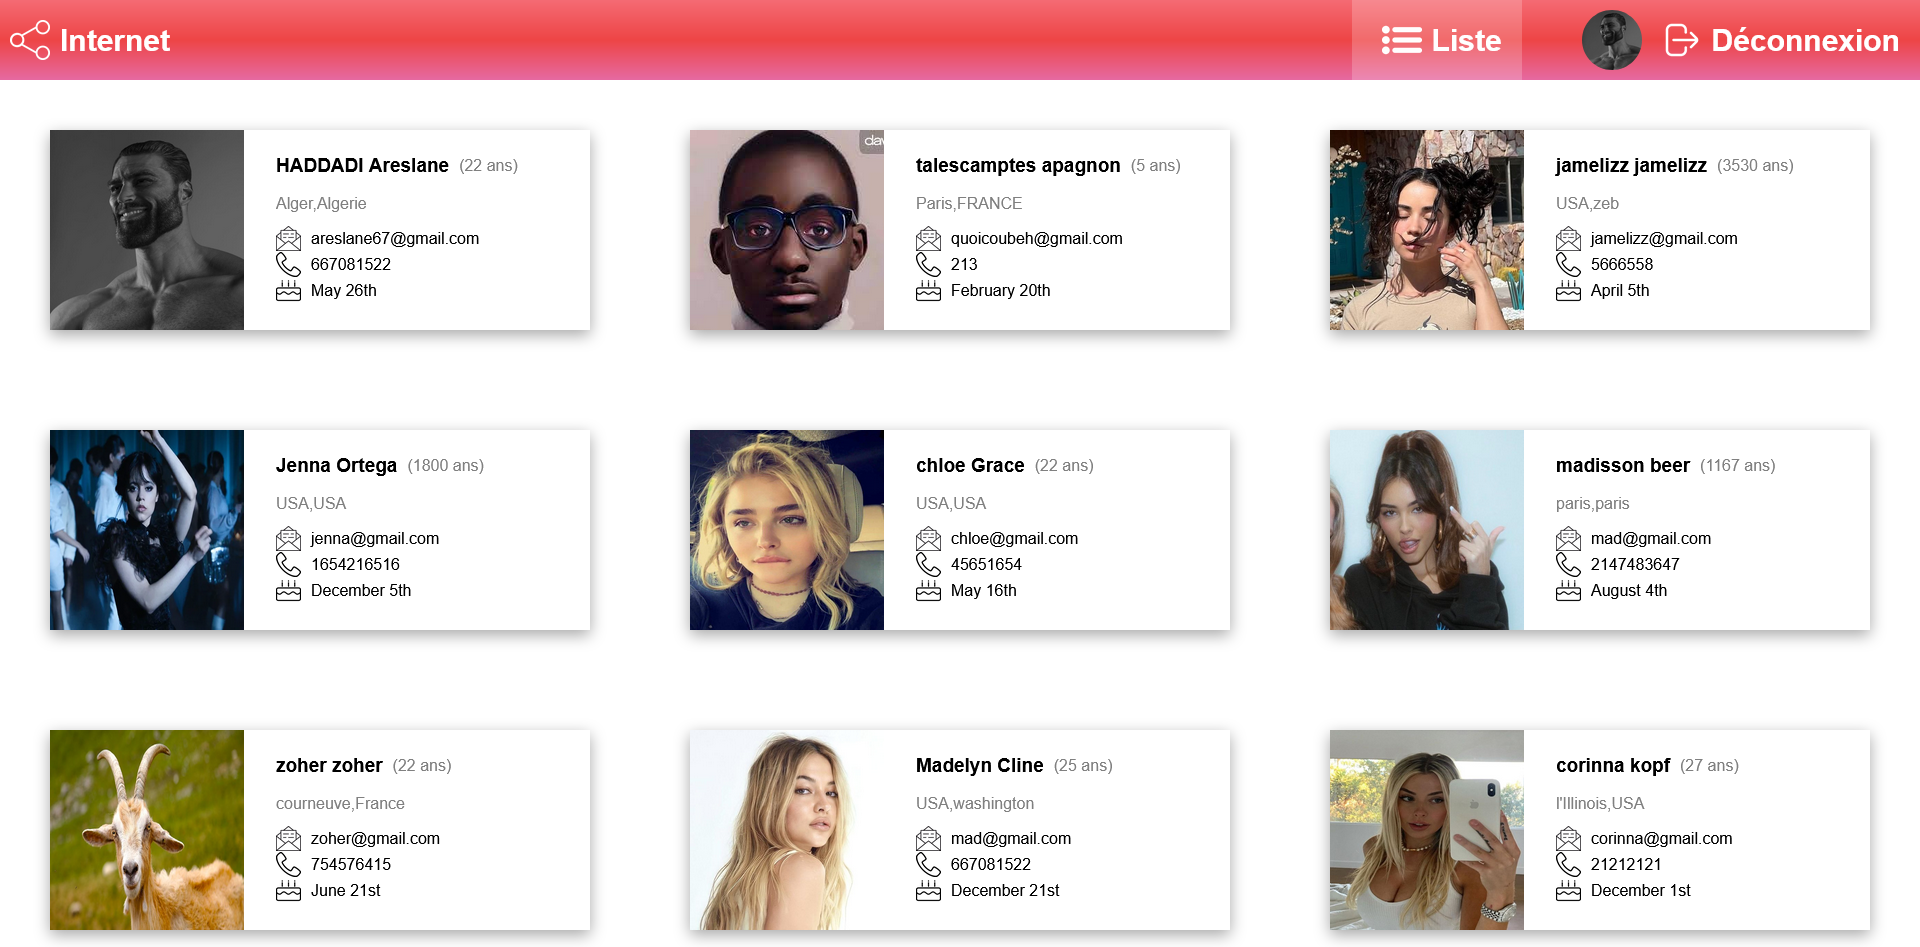 Internet
Liste
Déconnexion
HADDADI Areslane (22 ans)
Alger,Algerie
areslane67@gmail.com
667081522
May 26th
talescamptes apagnon (5 ans)
Paris,FRANCE
quoicoubeh@gmail.com
213
February 20th
jamelizz jamelizz (3530 ans)
USA,zeb
jamelizz@gmail.com
5666558
April 5th
Jenna Ortega (1800 ans)
USA,USA
jenna@gmail.com
1654216516
December 5th
chloe Grace (22 ans)
USA,USA
chloe@gmail.com
45651654
May 16th
madisson beer (1167 ans)
paris,paris
mad@gmail.com
2147483647
August 4th
zoher zoher (22 ans)
courneuve,France
zoher@gmail.com
754576415
June 21st
Madelyn Cline (25 ans)
USA,washington
mad@gmail.com
667081522
December 21st
corinna kopf (27 ans)
l'Illinois,USA
corinna@gmail.com
21212121
December 1st